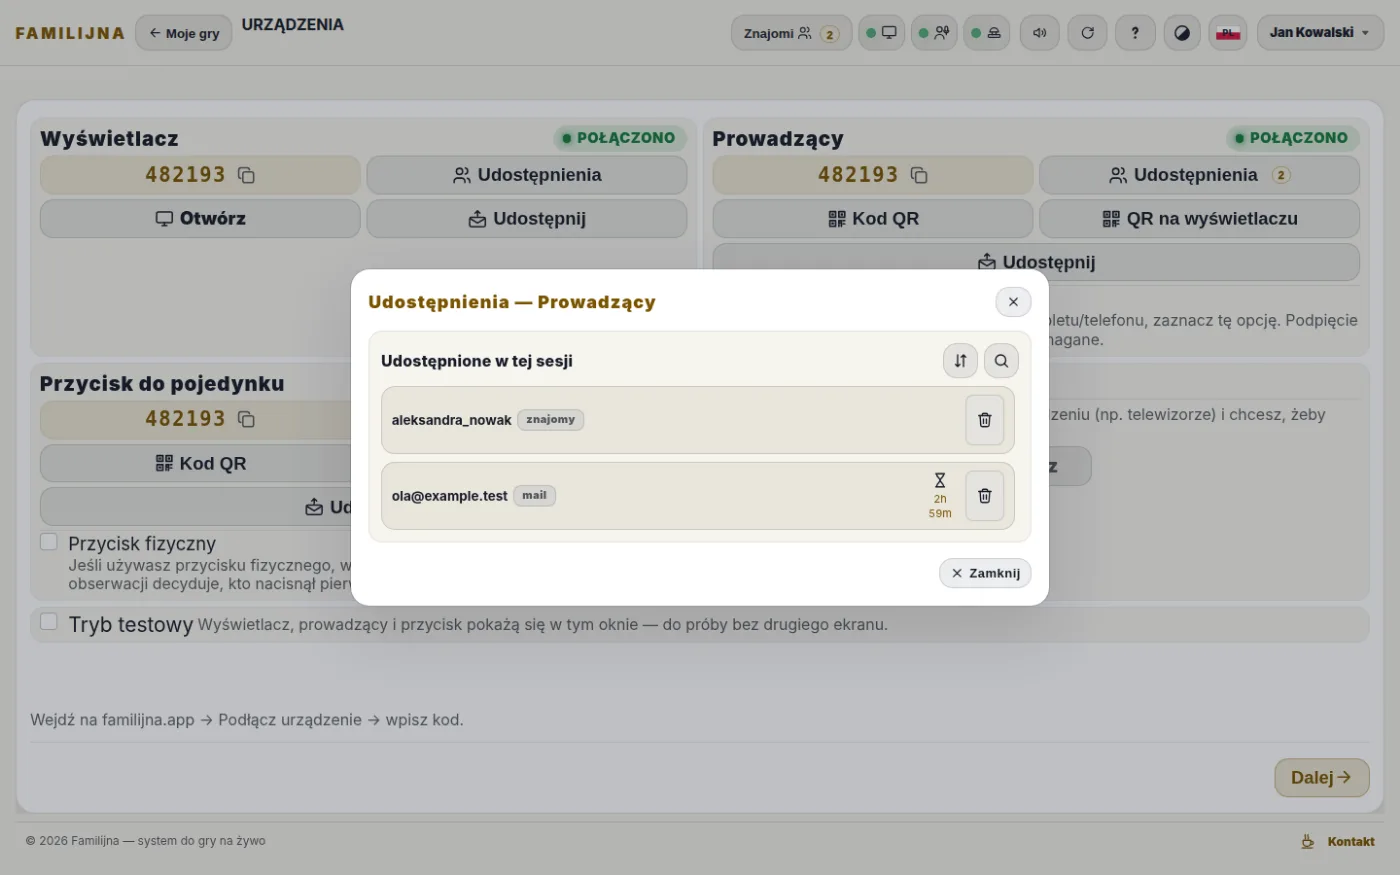 FAMILIJNA
← Moje gry
URZĄDZENIA
Znajomi 2
?
PL
Jan Kowalski
Wyświetlacz
POŁĄCZONO
482193
Udostępnienia
Otwórz
Udostępnij
Prowadzący
POŁĄCZONO
482193
Udostępnienia 2
Kod QR
QR na wyświetlaczu
Udostępnij
letu/telefonu, zaznacz tę opcję. Podpięcie
Udostępnienia — Prowadzący
Udostępnione w tej sesji
aleksandra_nowak znajomy
ola@example.test mail
2h
59m
× Zamknij
Przycisk do pojedynku
482193
Kod QR
Ud
Przycisk fizyczny
Jeśli używasz przycisku fizycznego, w
obserwacji decyduje, kto nacisnął pierw
rzeniu (np. telewizorze) i chcesz, żeby
z
Tryb testowy Wyświetlacz, prowadzący i przycisk pokażą się w tym oknie — do próby bez drugiego ekranu.
Wejdź na familijna.app → Podłącz urządzenie → wpisz kod.
Dalej →
© 2026 Familijna — system do gry na żywo
Kontakt